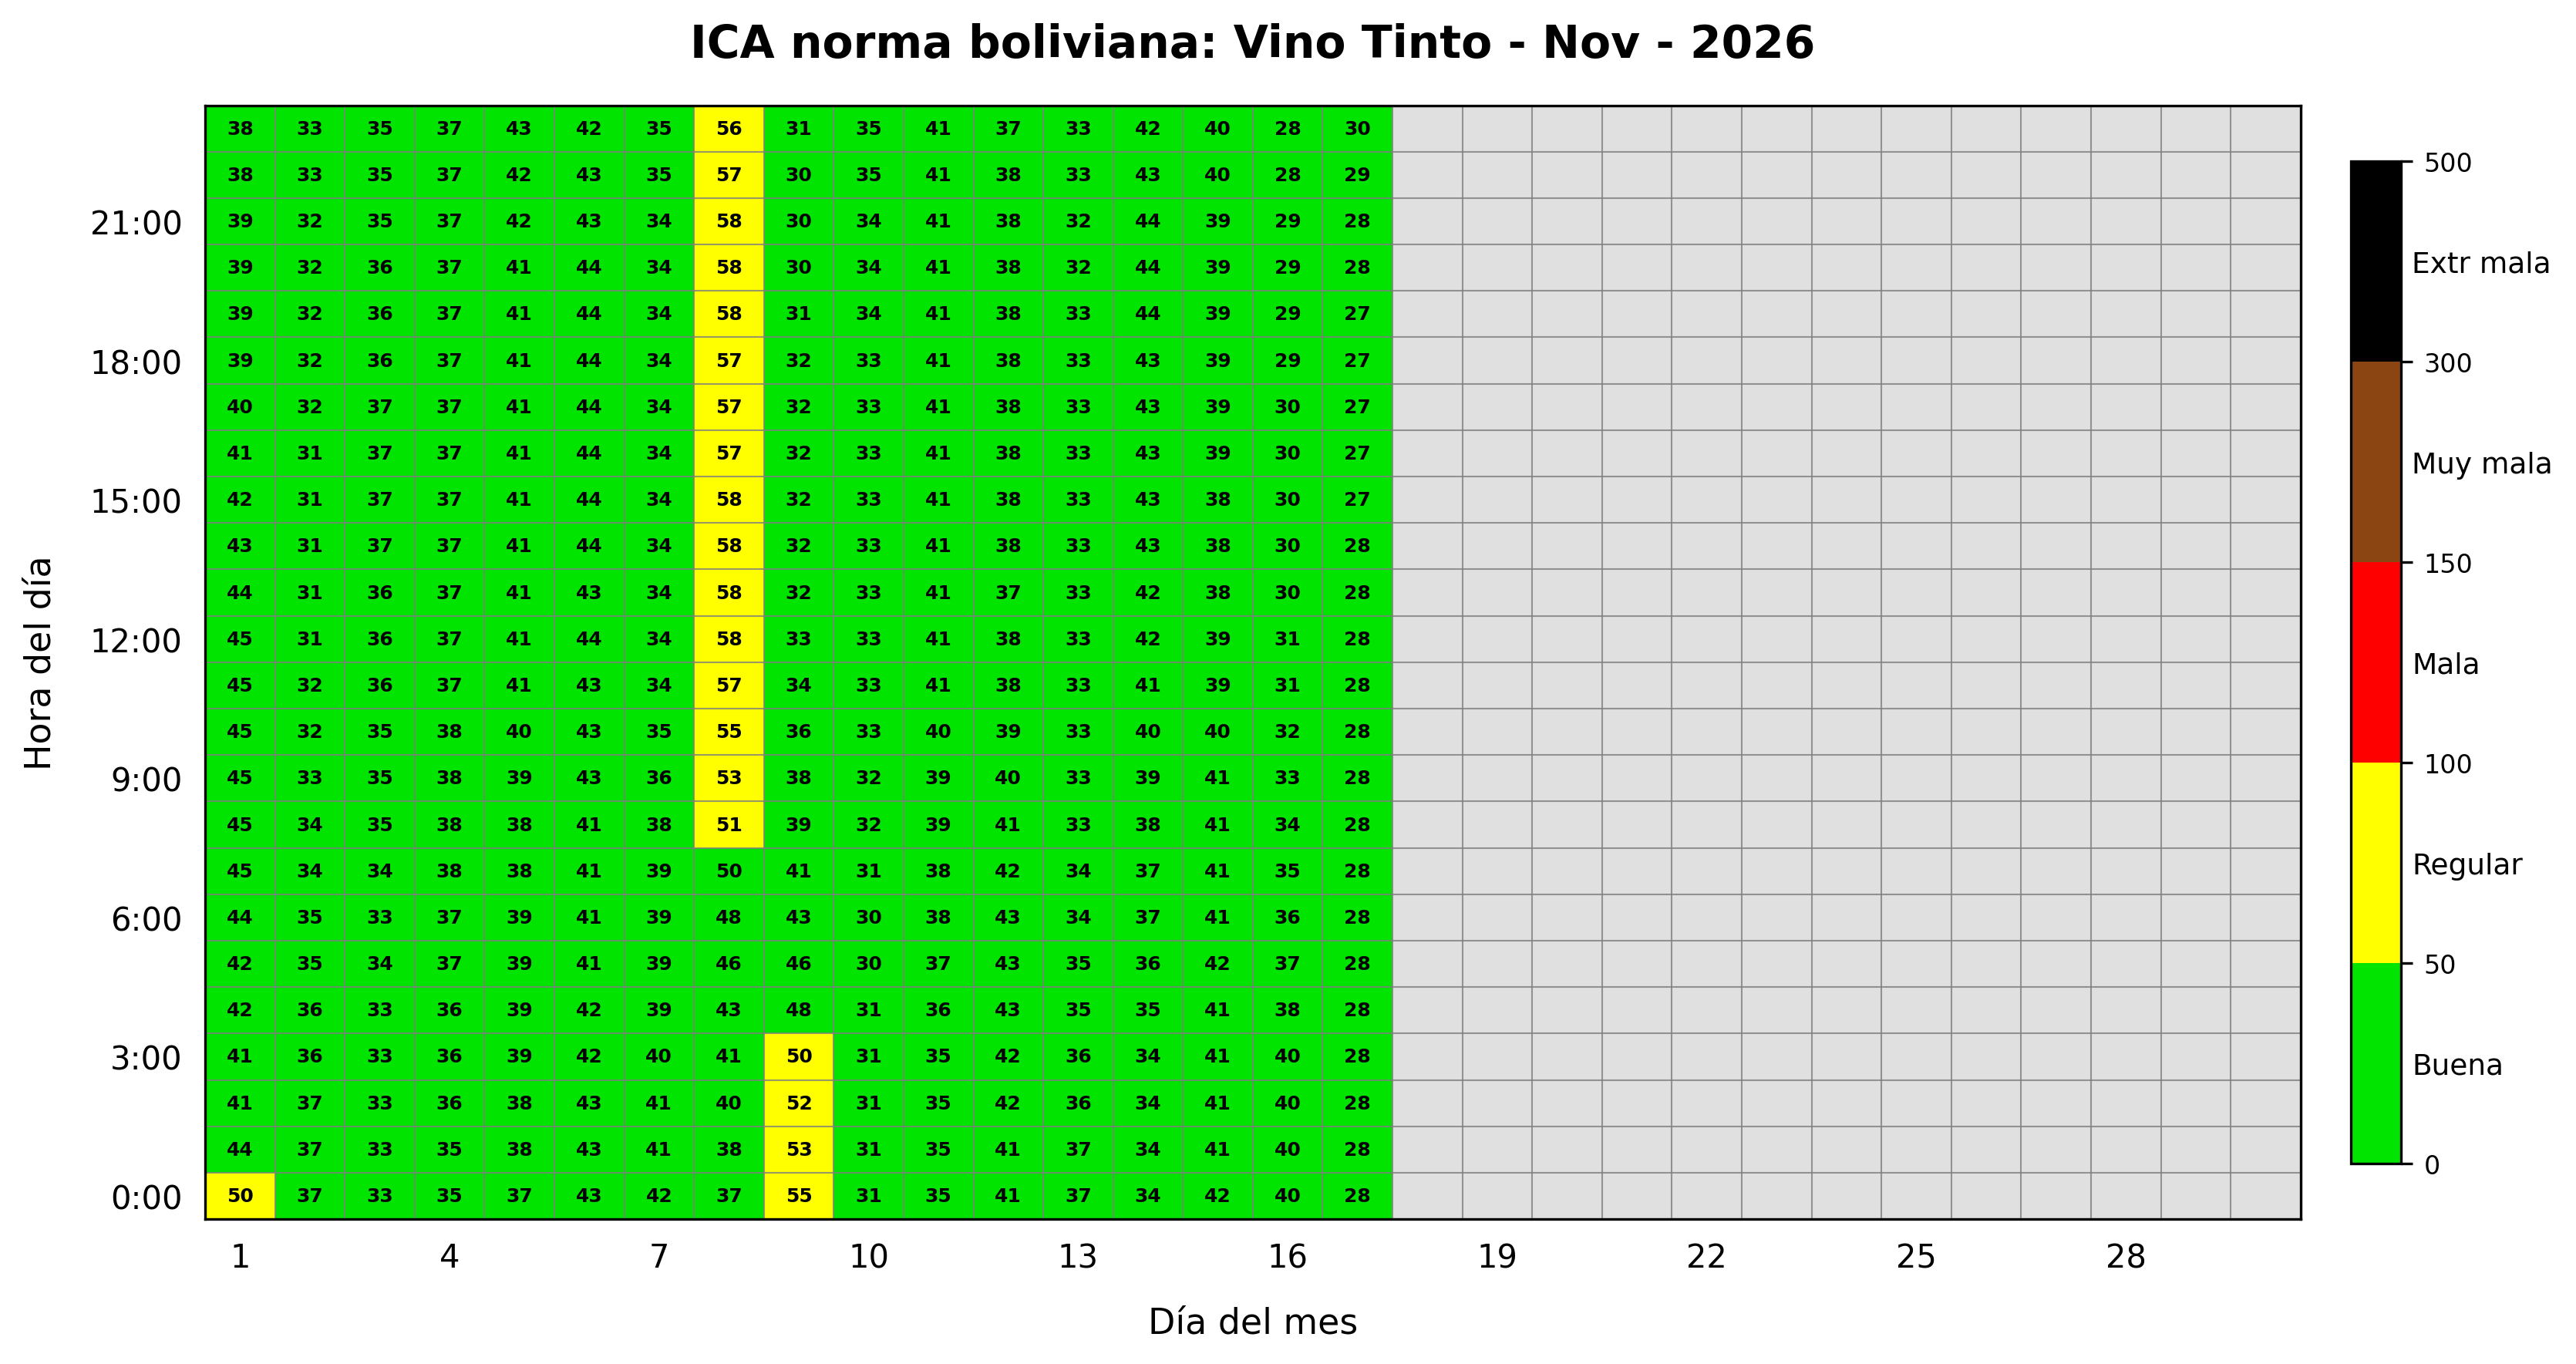 ICA norma boliviana: Vino Tinto - Nov - 2026
38 33 35 37 43 42 35 56 31 35 41 37 33 42 40 28 30
38 33 35 37 42 43 35 57 30 35 41 38 33 43 40 28 29
21:00 39 32 35 37 42 43 34 58 30 34 41 38 32 44 39 29 28
39 32 36 37 41 44 34 58 30 34 41 38 32 44 39 29 28
39 32 36 37 41 44 34 58 31 34 41 38 33 44 39 29 27
18:00 39 32 36 37 41 44 34 57 32 33 41 38 33 43 39 29 27
40 32 37 37 41 44 34 57 32 33 41 38 33 43 39 30 27
41 31 37 37 41 44 34 57 32 33 41 38 33 43 39 30 27
15:00 42 31 37 37 41 44 34 58 32 33 41 38 33 43 38 30 27
43 31 37 37 41 44 34 58 32 33 41 38 33 43 38 30 28
44 31 36 37 41 43 34 58 32 33 41 37 33 42 38 30 28
12:00 45 31 36 37 41 44 34 58 33 33 41 38 33 42 39 31 28
45 32 36 37 41 43 34 57 34 33 41 38 33 41 39 31 28
45 32 35 38 40 43 35 55 36 33 40 39 33 40 40 32 28
9:00 45 33 35 38 39 43 36 53 38 32 39 40 33 39 41 33 28
45 34 35 38 38 41 38 51 39 32 39 41 33 38 41 34 28
45 34 34 38 38 41 39 50 41 31 38 42 34 37 41 35 28
6:00 44 35 33 37 39 41 39 48 43 30 38 43 34 37 41 36 28
42 35 34 37 39 41 39 46 46 30 37 43 35 36 42 37 28
42 36 33 36 39 42 39 43 48 31 36 43 35 35 41 38 28
3:00 41 36 33 36 39 42 40 41 50 31 35 42 36 34 41 40 28
41 37 33 36 38 43 41 40 52 31 35 42 36 34 41 40 28
44 37 33 35 38 43 41 38 53 31 35 41 37 34 41 40 28
0:00 50 37 33 35 37 43 42 37 55 31 35 41 37 34 42 40 28
1 4 7 10 13 16 19 22 25 28
Día del mes
Hora del día
500
Extr mala
300
Muy mala
150
Mala
100
Regular
50
Buena
0